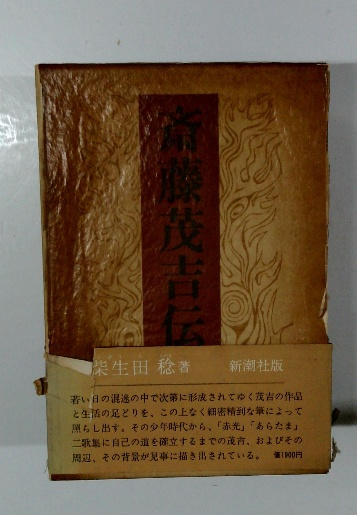 斎藤茂吉伝
柴生田 稔著 新潮社版
若い日の混迷の中で次第に形成されてゆく茂吉の作品
と生活の足どりを、この上なく細密精到な筆によって
照らし出す。その少年時代から、「赤光」「あらたま」
二歌集に自己の道を確立するまでの茂吉、およびその
周辺、その背景が見事に描き出されている。 価1900円